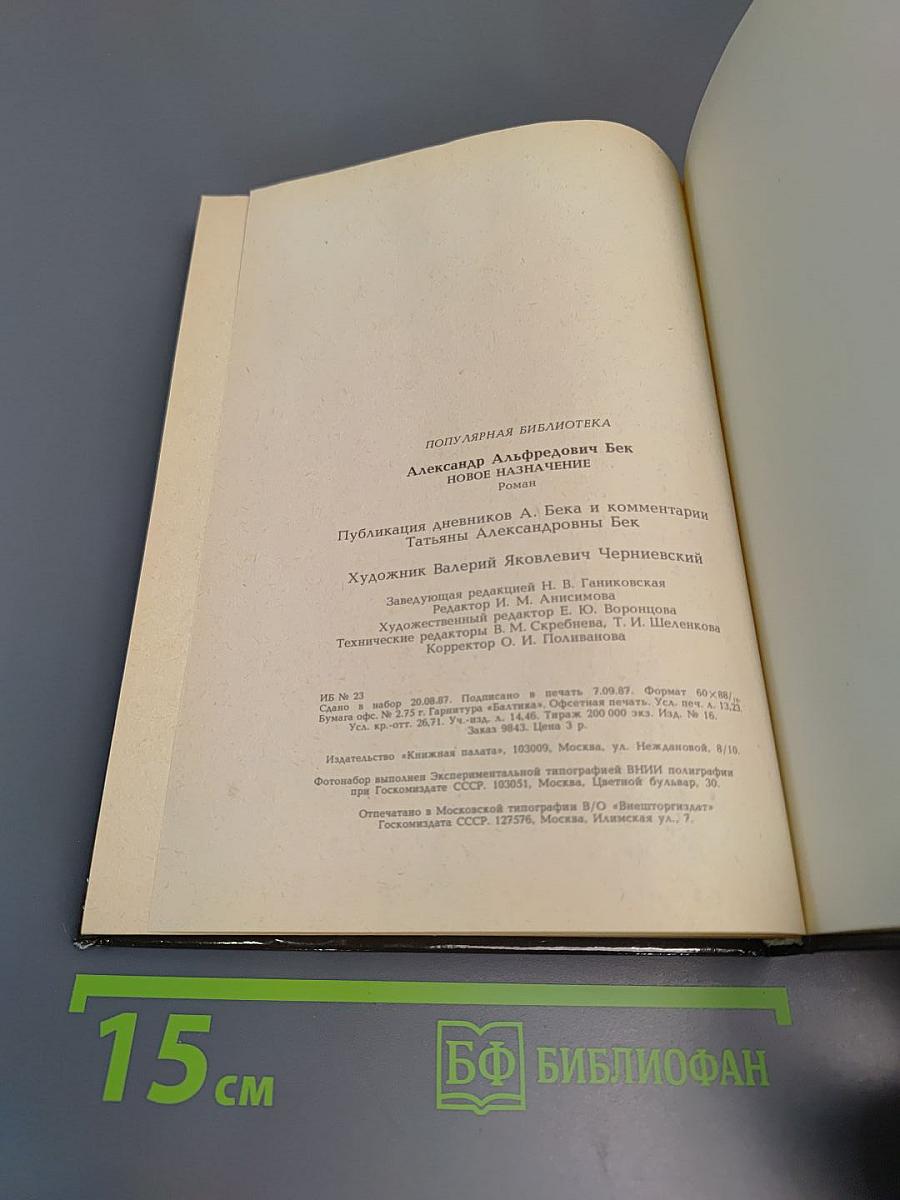 ПОПУЛЯРНАЯ БИБЛИОТЕКА
Александр Альфредович Бек
НОВОЕ НАЗНАЧЕНИЕ
Роман
Публикация дневников А. Бека и комментарии
Татьяны Александровны Бек
Художник Валерий Яковлевич Черниевский
Заведующая редакцией Н. В. Ганиковская
Редактор И. М. Анисимова
Художественный редактор Е. Ю. Воронцова
Технические редакторы В. М. Скребнева, Т. И. Шеленкова
Корректор О. И. Поливанова
ИБ № 23
Сдано в набор 20.08.87. Подписано в печать 7.09.87. Формат 60×88/16.
Бумага офс. № 2.75 г. Гарнитура «Балтика». Офсетная печать. Усл. печ. л. 13,23.
Усл. кр.-отт. 26,71. Уч.-изд. л. 14,46. Тираж 200 000 экз. Изд. № 16.
Заказ 9843. Цена 3 р.
Издательство «Книжная палата», 103009, Москва, ул. Неждановой, 8/10.
Фотонабор выполнен Экспериментальной типографией ВНИИ полиграфии
при Госкомиздате СССР. 103051, Москва, Цветной бульвар, 30.
Отпечатано в Московской типографии В/О «Внешторгиздат»
Госкомиздата СССР. 127576, Москва, Илимская ул., 7.
15 см
БФ БИБЛИОФАН